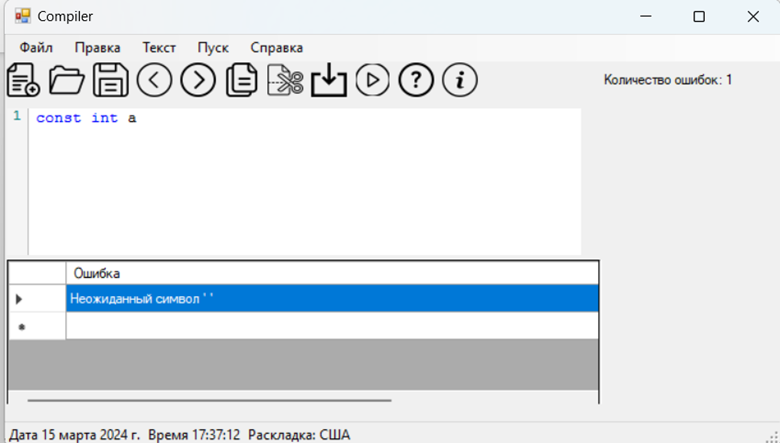 Compiler
Файл Правка Текст Пуск Справка
Количество ошибок: 1
1 const int a
Ошибка
Неожиданный символ ' '
Дата 15 марта 2024 г. Время 17:37:12 Раскладка: США